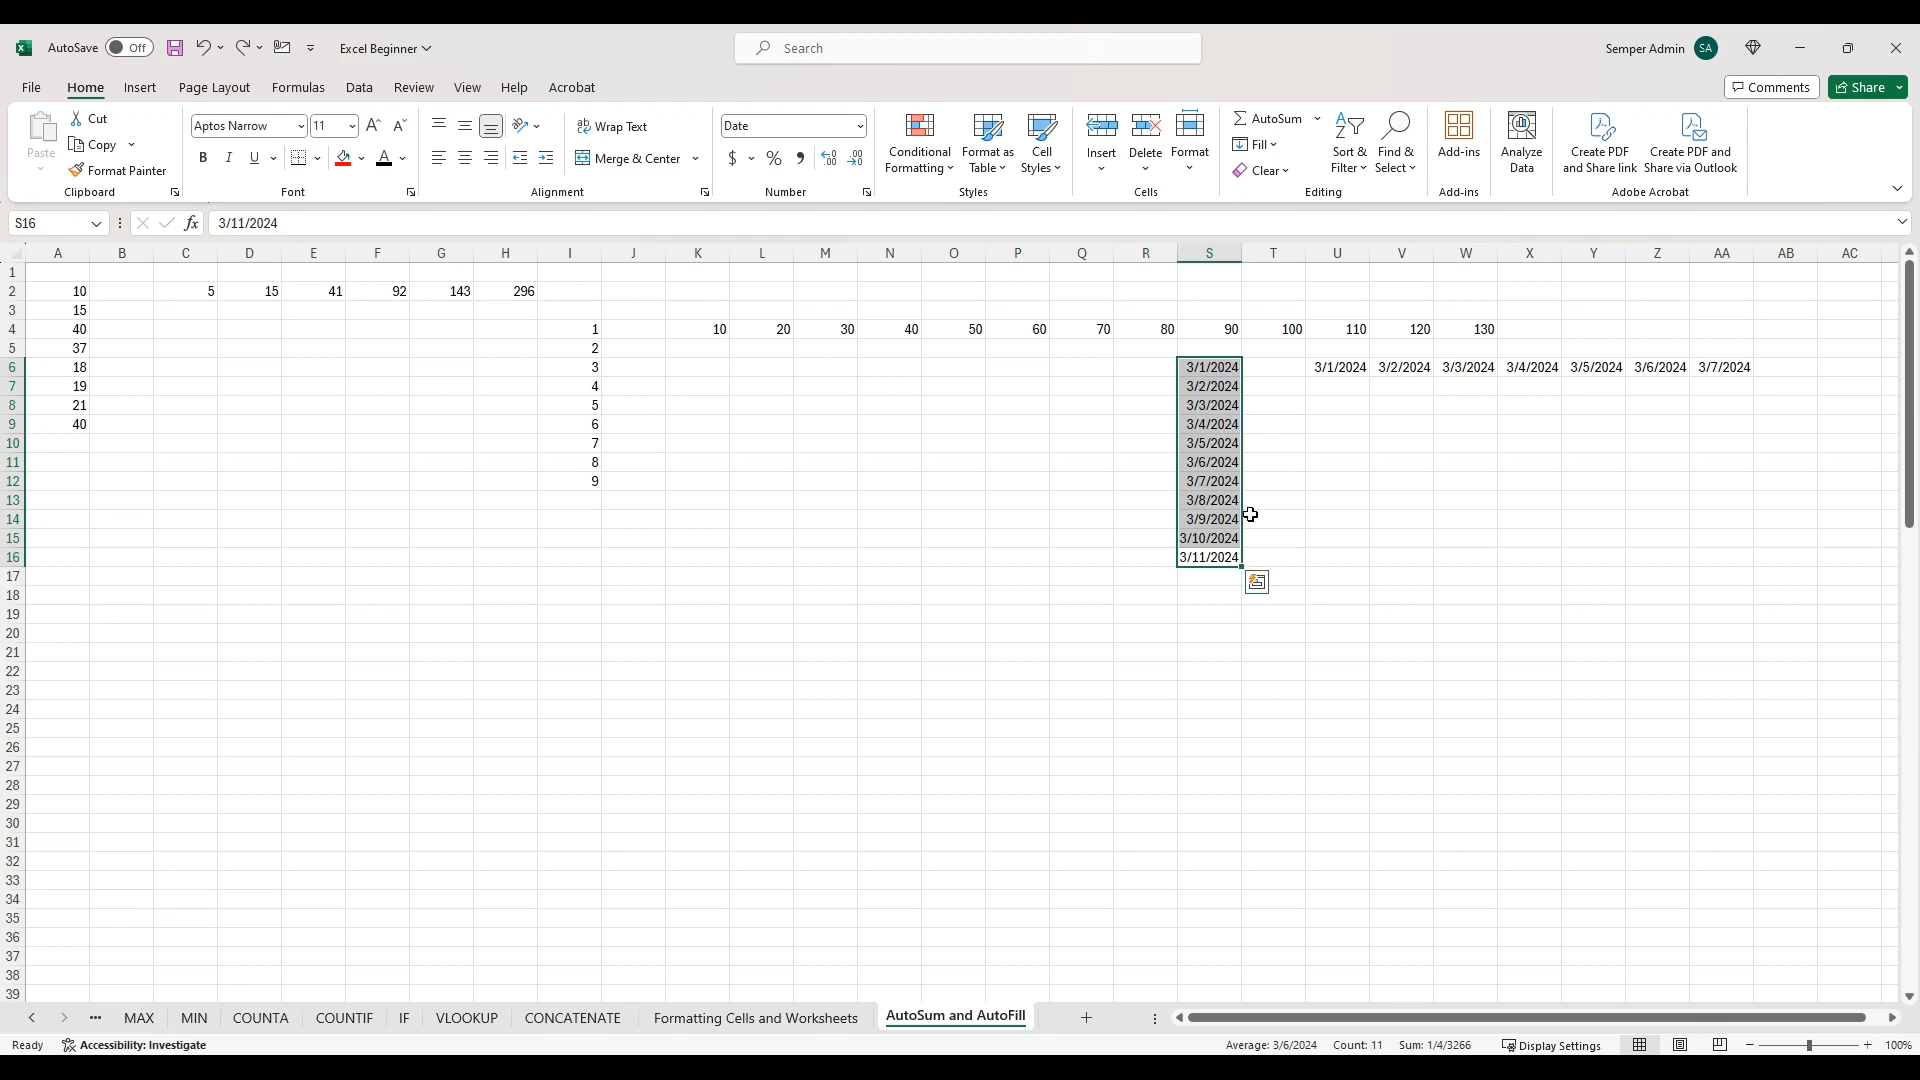 AutoSave Off Excel Beginner Search Semper Admin SA
File Home Insert Page Layout Formulas Data Review View Help Acrobat Comments Share
Paste
Cut
Copy
Format Painter
Clipboard
Aptos Narrow 11
B I U A
Font
Wrap Text
Merge & Center
Alignment
Date
$ % ,
Number
Conditional
Formatting
Format as
Table
Cell
Styles
Styles
Insert
Delete
Format
Cells
AutoSum
Fill
Clear
Sort &
Filter
Find &
Select
Editing
Add-ins
Add-ins
Analyze
Data
Create PDF
and Share link
Create PDF and
Share via Outlook
Adobe Acrobat
S16 fx 3/11/2024
A B C D E F G H I J K L M N O P Q R S T U V W X Y Z AA AB AC
1
2 10 5 15 41 92 143 296
3 15
4 40 1 10 20 30 40 50 60 70 80 90 100 110 120 130
5 37 2
6 18 3 3/1/2024 3/1/2024 3/2/2024 3/3/2024 3/4/2024 3/5/2024 3/6/2024 3/7/2024
7 19 4 3/2/2024
8 21 5 3/3/2024
9 40 6 3/4/2024
10 7 3/5/2024
11 8 3/6/2024
12 9 3/7/2024
13 3/8/2024
14 3/9/2024
15 3/10/2024
16 3/11/2024
17
18
19
20
21
22
23
24
25
26
27
28
29
30
31
32
33
34
35
36
37
38
39
MAX MIN COUNTA COUNTIF IF VLOOKUP CONCATENATE Formatting Cells and Worksheets AutoSum and AutoFill
Ready Accessibility: Investigate Average: 3/6/2024 Count: 11 Sum: 1/4/3266 Display Settings 100%